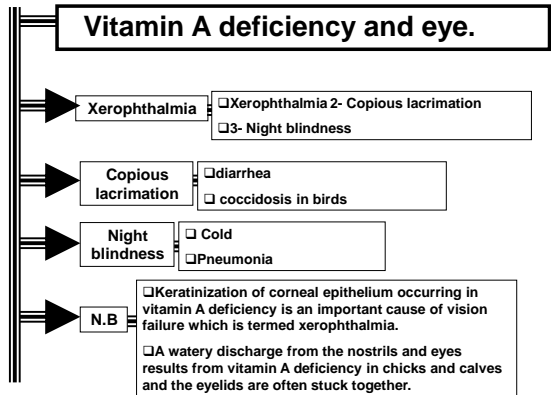 Vitamin A deficiency and eye.
Xerophthalmia
❑Xerophthalmia 2- Copious lacrimation
❑3- Night blindness
Copious
lacrimation
❑diarrhea
❑ coccidosis in birds
Night
blindness
❑ Cold
❑Pneumonia
N.B
❑Keratinization of corneal epithelium occurring in
vitamin A deficiency is an important cause of vision
failure which is termed xerophthalmia.
❑A watery discharge from the nostrils and eyes
results from vitamin A deficiency in chicks and calves
and the eyelids are often stuck together.